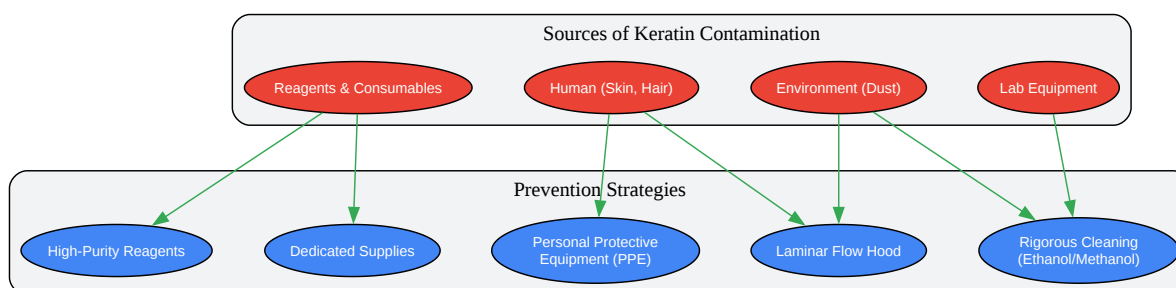 Sources of Keratin Contamination
Reagents & Consumables
Human (Skin, Hair)
Environment (Dust)
Lab Equipment
Prevention Strategies
High-Purity Reagents
Dedicated Supplies
Personal Protective
Equipment (PPE)
Laminar Flow Hood
Rigorous Cleaning
(Ethanol/Methanol)